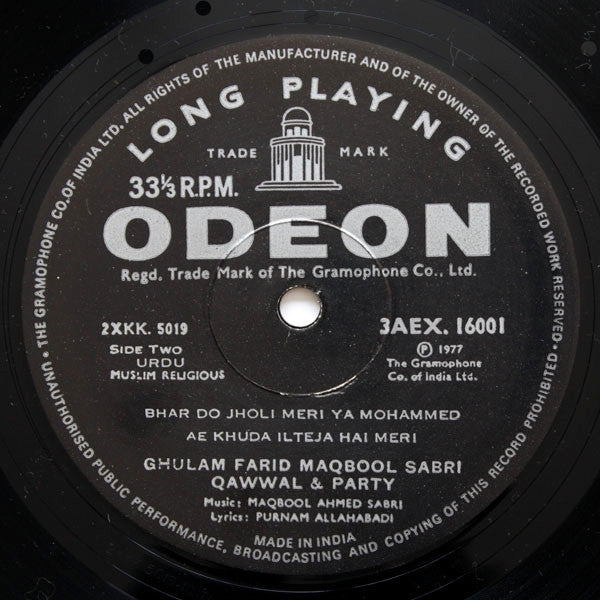 • THE GRAMOPHONE CO. OF INDIA LTD. ALL RIGHTS OF THE MANUFACTURER AND OF THE OWNER OF THE RECORDED WORK RESERVED •
LONG PLAYING
TRADE MARK
33⅓ R.P.M.
ODEON
Regd. Trade Mark of The Gramophone Co., Ltd.
2XKK. 5019 3AEX. 16001
SIDE TWO Ⓟ 1977
URDU The Gramophone
MUSLIM RELIGIOUS Co. of India Ltd.
BHAR DO JHOLI MERI YA MOHAMMED
AE KHUDA ILTEJA HAI MERI
GHULAM FARID MAQBOOL SABRI
QAWWAL & PARTY
Music: MAQBOOL AHMED SABRI
Lyrics: PURNAM ALLAHABADI
MADE IN INDIA
UNAUTHORISED PUBLIC PERFORMANCE, BROADCASTING AND COPYING OF THIS RECORD PROHIBITED •